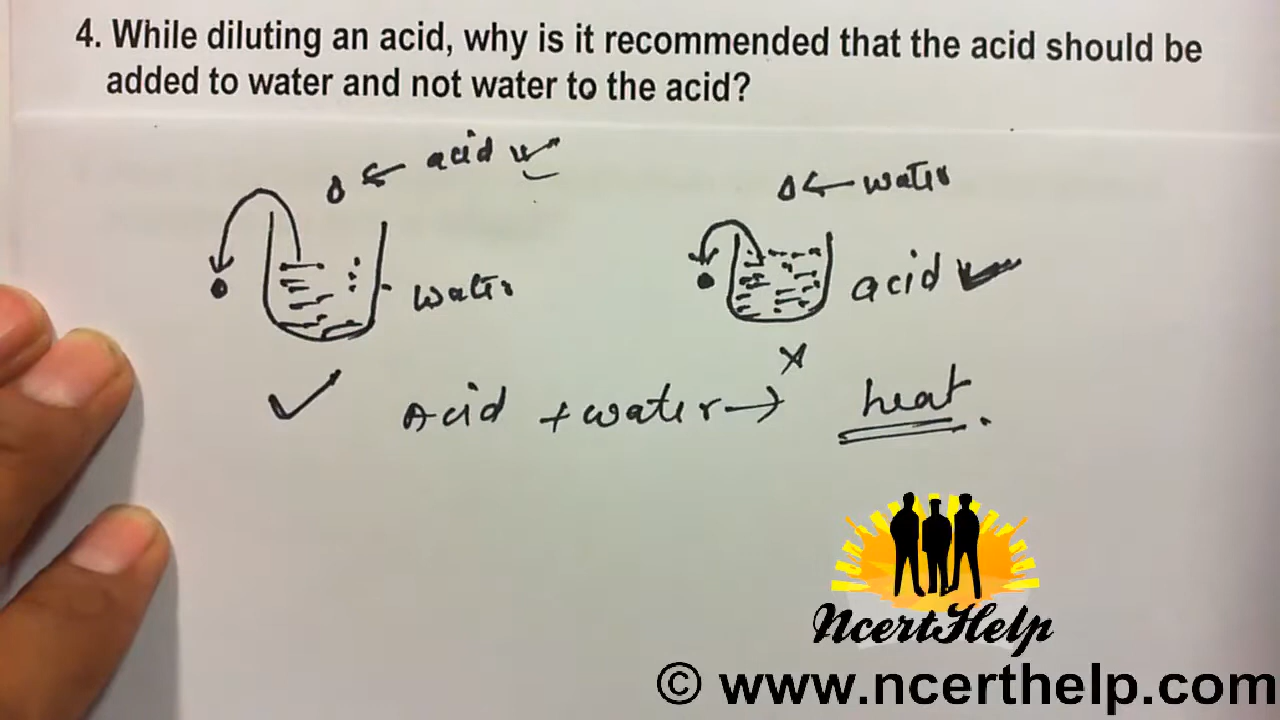 4. While diluting an acid, why is it recommended that the acid should be
added to water and not water to the acid?
acid
water
water
acid
Acid + water → heat.
NcertHelp
© www.ncerthelp.com